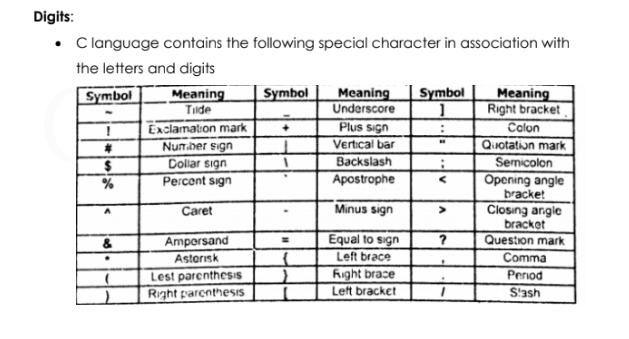 Digits:
• C language contains the following special character in association with
the letters and digits
Symbol Meaning Symbol Meaning Symbol Meaning
~ Tilde _ Underscore ] Right bracket
! Exclamation mark + Plus sign : Colon
# Number sign | Vertical bar " Quotation mark
$ Dollar sign \ Backslash ; Semicolon
% Percent sign ' Apostrophe < Opening angle
bracket
^ Caret - Minus sign > Closing angle
bracket
& Ampersand = Equal to sign ? Question mark
* Asterisk { Left brace , Comma
( Lest parenthesis } Right brace . Period
) Right parenthesis [ Left bracket / Slash